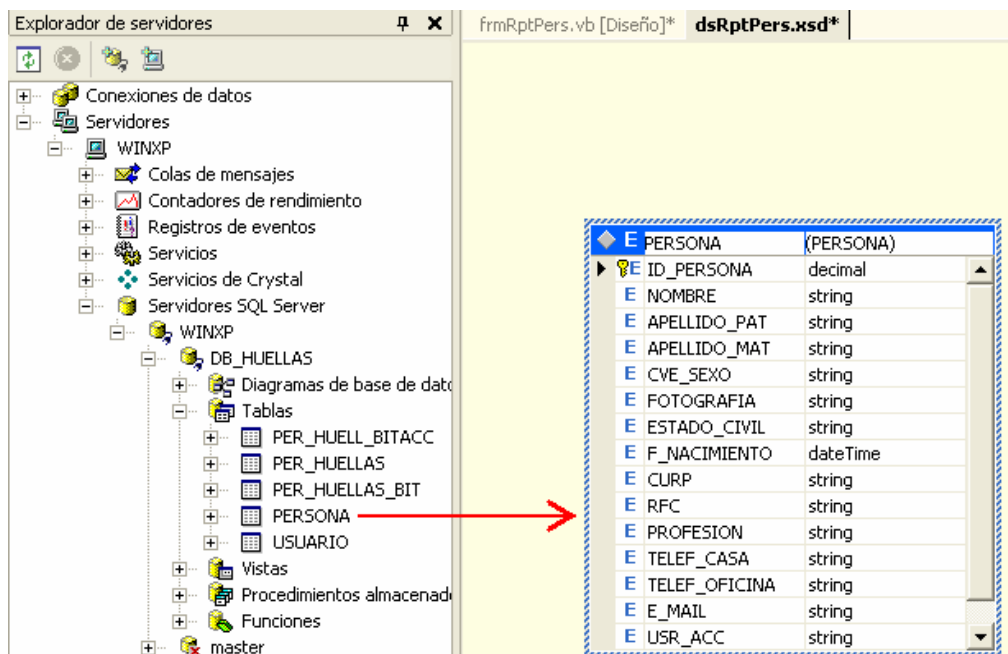 Explorador de servidores
frmRptPers.vb [Diseño]* dsRptPers.xsd*
Conexiones de datos
Servidores
WINXP
Colas de mensajes
Contadores de rendimiento
Registros de eventos
Servicios
Servicios de Crystal
Servidores SQL Server
WINXP
DB_HUELLAS
Diagramas de base de dato
Tablas
PER_HUELL_BITACC
PER_HUELLAS
PER_HUELLAS_BIT
PERSONA
USUARIO
Vistas
Procedimientos almacenad
Funciones
master
E PERSONA (PERSONA)
E ID_PERSONA decimal
E NOMBRE string
E APELLIDO_PAT string
E APELLIDO_MAT string
E CVE_SEXO string
E FOTOGRAFIA string
E ESTADO_CIVIL string
E F_NACIMIENTO dateTime
E CURP string
E RFC string
E PROFESION string
E TELEF_CASA string
E TELEF_OFICINA string
E E_MAIL string
E USR_ACC string